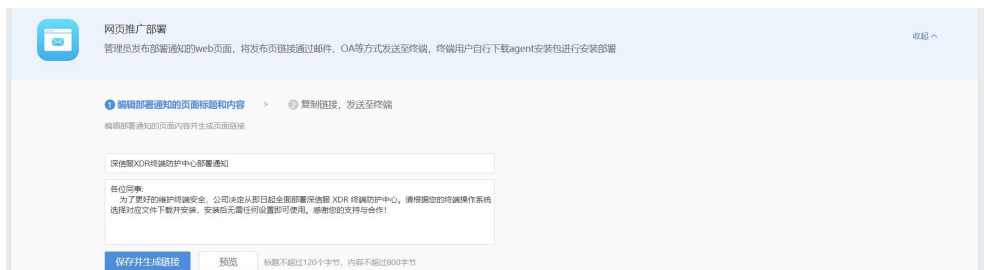 网页推广部署
管理员发布部署通知的web页面，将发布页链接通过邮件、OA等方式发送至终端，终端用户自行下载agent安装包进行安装部署
收起
1 编辑部署通知的页面标题和内容
2 复制链接，发送至终端
编辑部署通知的页面内容并生成页面链接
深信服XDR终端防护中心部署通知
各位同事:
为了更好的维护终端安全，公司决定从即日起全面部署深信服 XDR 终端防护中心。请根据您的终端操作系统
选择对应文件下载并安装，安装后无需任何设置即可使用。感谢您的支持与合作！
保存并生成链接
预览
标题不超过120个字节，内容不超过800字节